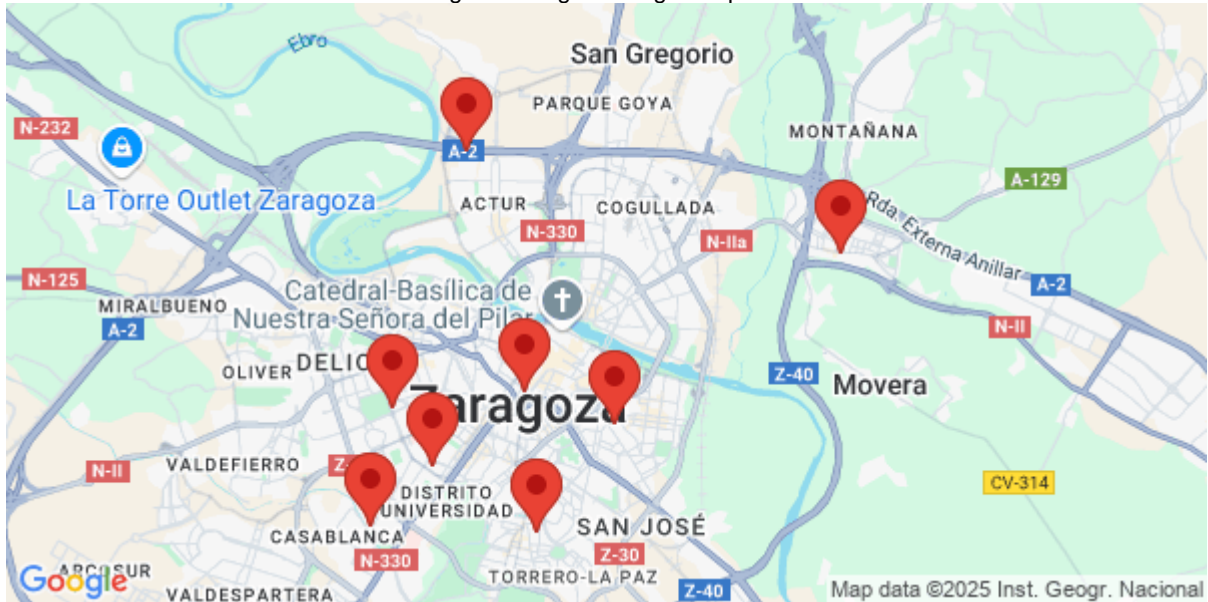 Ebro
San Gregorio
PARQUE GOYA
N-232
MONTAÑANA
A-2
A-129
La Torre Outlet Zaragoza
ACTUR
COGULLADA
Rda. Externa Anillar
N-330
N-IIa
N-125
A-2
Catedral-Basílica de
Nuestra Señora del Pilar
MIRALBUENO
A-2
N-II
OLIVER
DELIC
Z-40
Movera
Zaragoza
VALDEFIERRO
N-II
CV-314
DISTRITO
UNIVERSIDAD
CASABLANCA
SAN JOSÉ
N-330
Z-30
TORRERO-LA PAZ
Google
VALDESPARTERA
Z-40
Map data ©2025 Inst. Geogr. Nacional